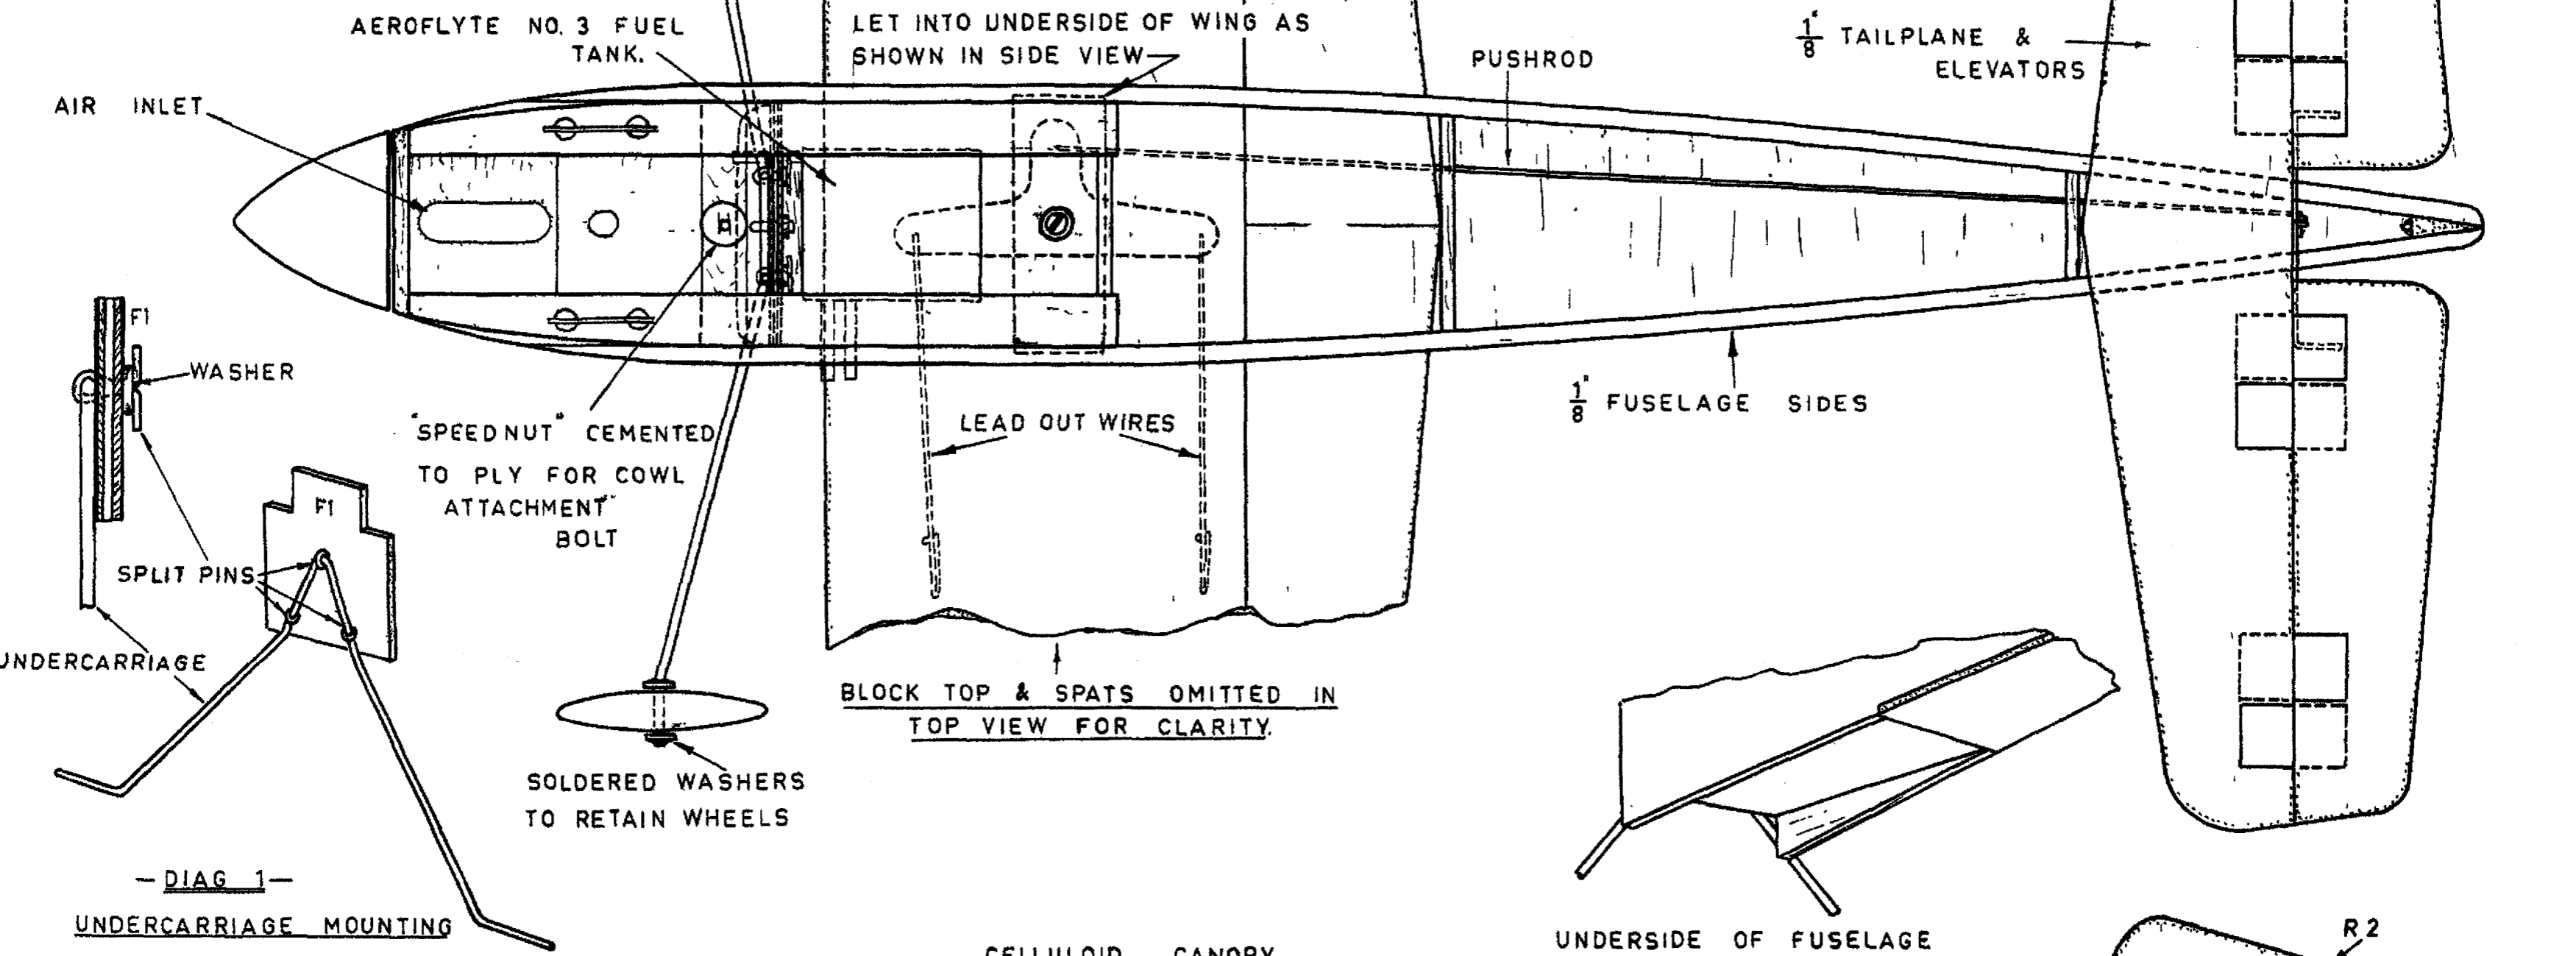 AEROFLYTE NO. 3 FUEL
TANK.
LET INTO UNDERSIDE OF WING AS
SHOWN IN SIDE VIEW
PUSHROD
1/8" TAILPLANE &
ELEVATORS
AIR INLET
F1
WASHER
"SPEEDNUT" CEMENTED
TO PLY FOR COWL
ATTACHMENT"
BOLT
LEAD OUT WIRES
1/8" FUSELAGE SIDES
F1
SPLIT PINS
UNDERCARRIAGE
BLOCK TOP & SPATS OMITTED IN
TOP VIEW FOR CLARITY.
SOLDERED WASHERS
TO RETAIN WHEELS
—DIAG 1—
UNDERCARRIAGE MOUNTING
UNDERSIDE OF FUSELAGE
R2
CELLULOID CANOPY